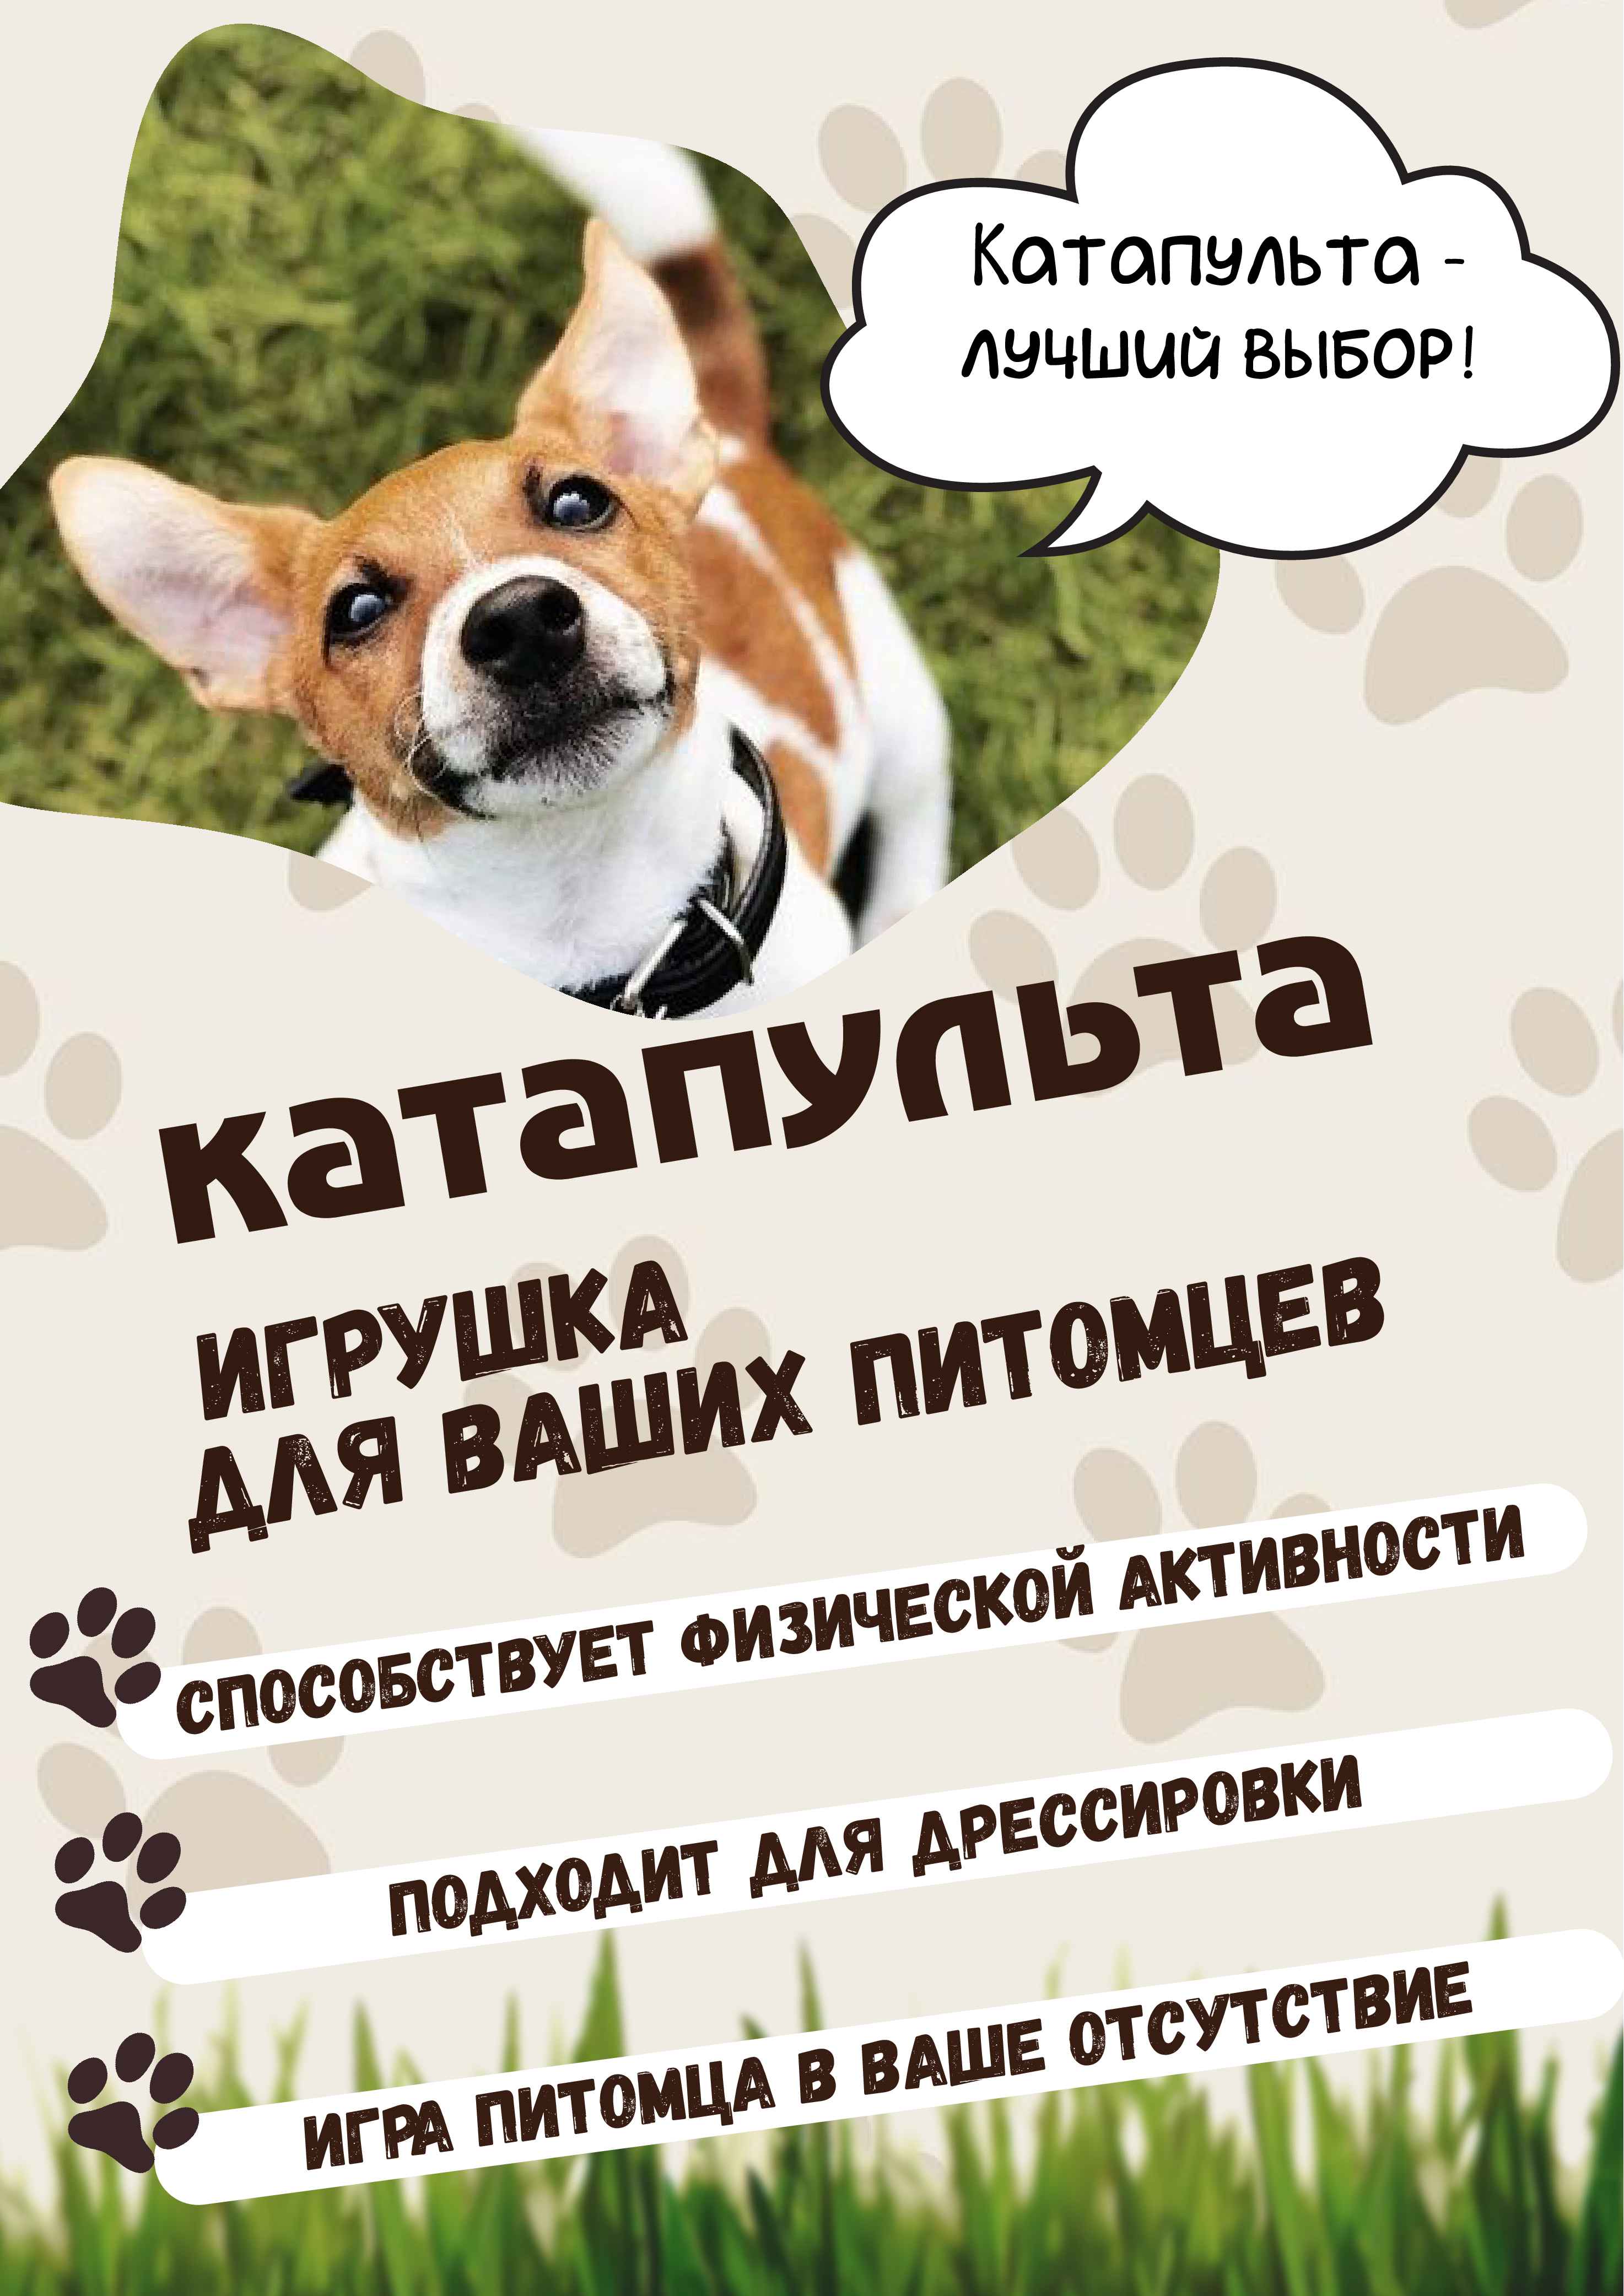 Катапульта -
лучший выбор!
катапульта
ИГРУШКА
ДЛЯ ВАШИХ ПИТОМЦЕВ
СПОСОБСТВУЕТ ФИЗИЧЕСКОЙ АКТИВНОСТИ
ПОДХОДИТ ДЛЯ ДРЕССИРОВКИ
ИГРА ПИТОМЦА В ВАШЕ ОТСУТСТВИЕ